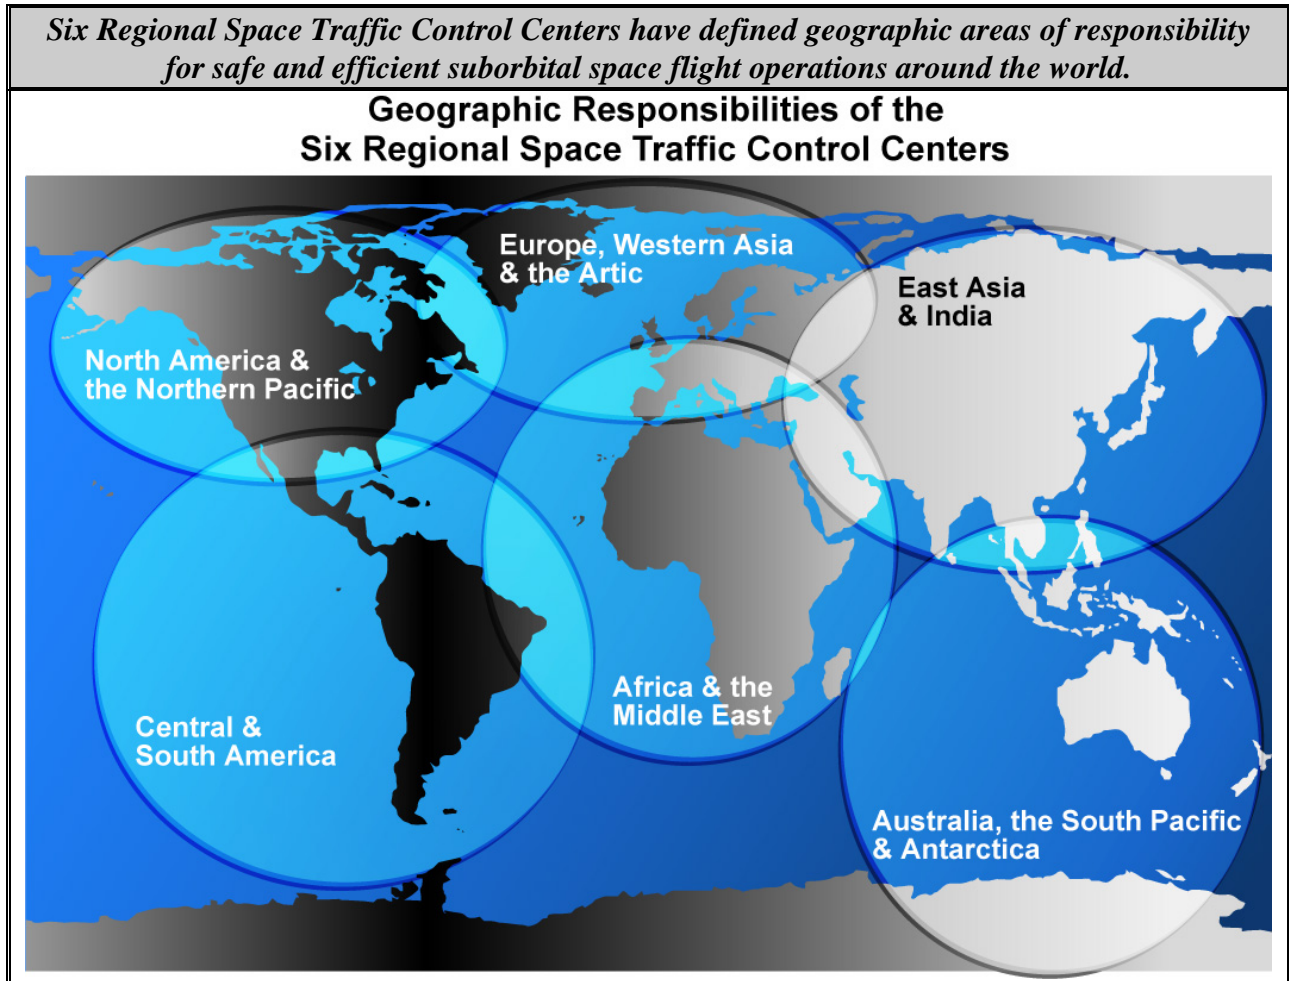 Six Regional Space Traffic Control Centers have defined geographic areas of responsibility
for safe and efficient suborbital space flight operations around the world.
Geographic Responsibilities of the
Six Regional Space Traffic Control Centers
Europe, Western Asia
& the Artic
East Asia
& India
North America &
the Northern Pacific
Africa & the
Middle East
Central &
South America
Australia, the South Pacific
& Antarctica